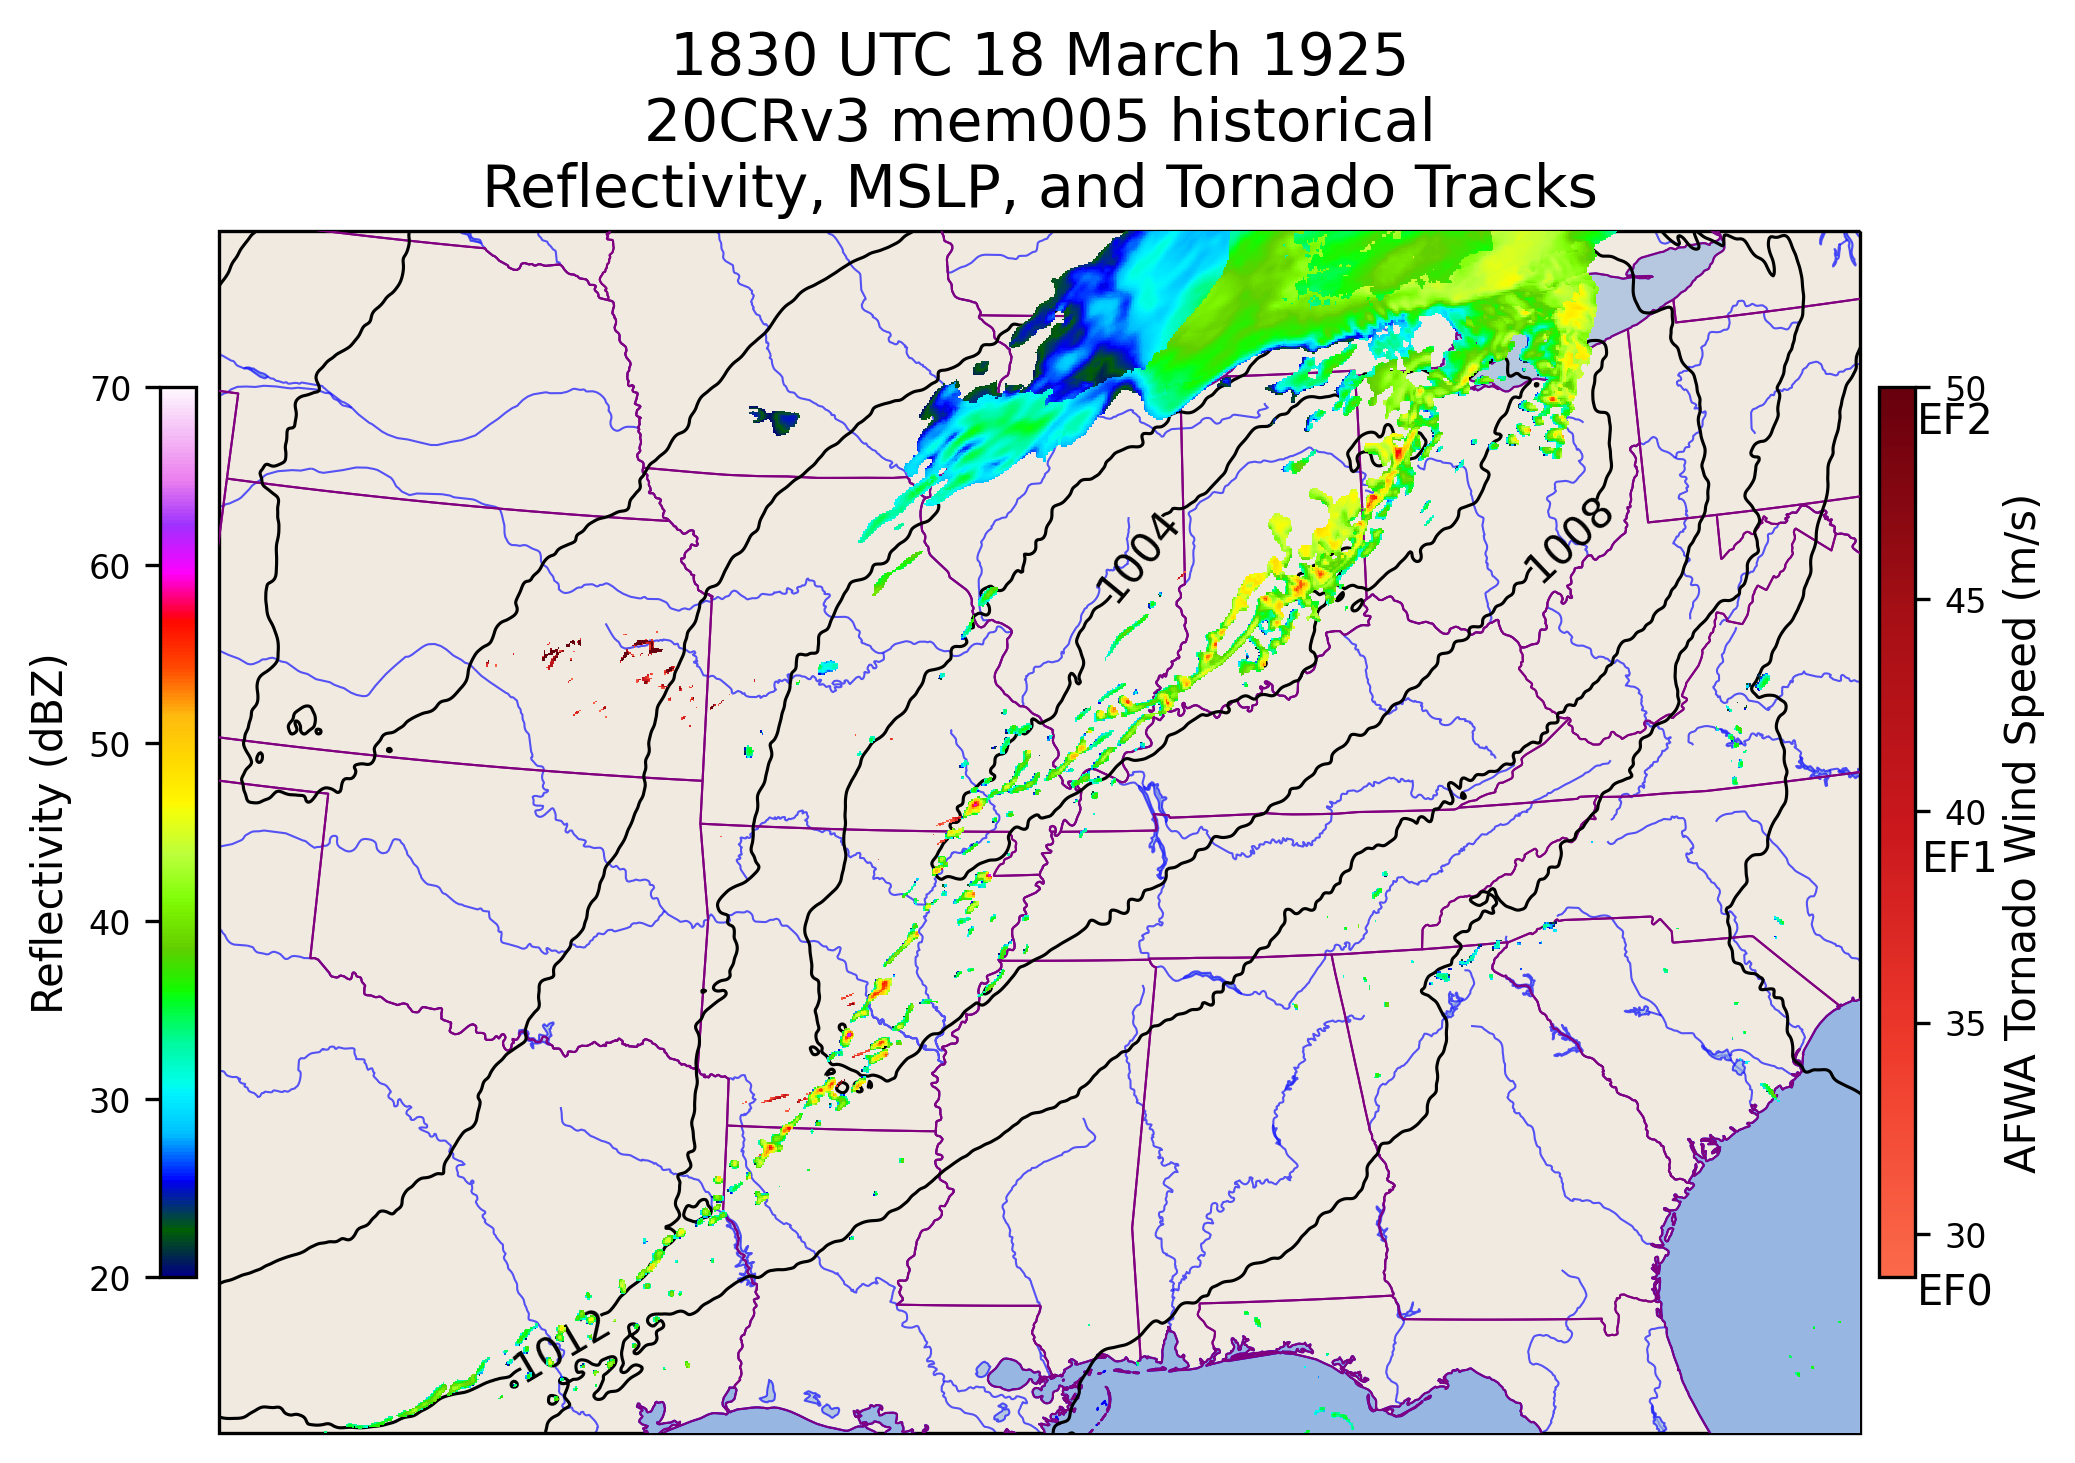 1830 UTC 18 March 1925
20CRv3 mem005 historical
Reflectivity, MSLP, and Tornado Tracks
Reflectivity (dBZ)
70
60
50
40
30
20
1004
1008
1012
50
EF2
45
40
EF1
35
30
EF0
AFWA Tornado Wind Speed (m/s)